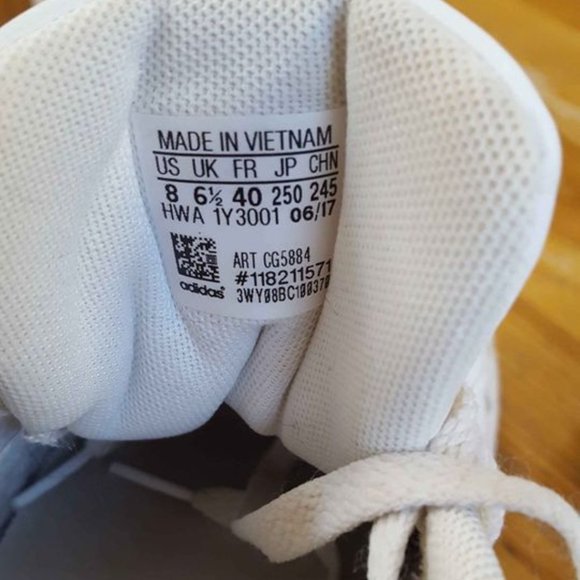 MADE IN VIETNAM
US UK FR JP CHN
8 6½ 40 250 245
HWA 1Y3001 06/17
ART CG5884
#118211571
adidas 3WY08BC100370